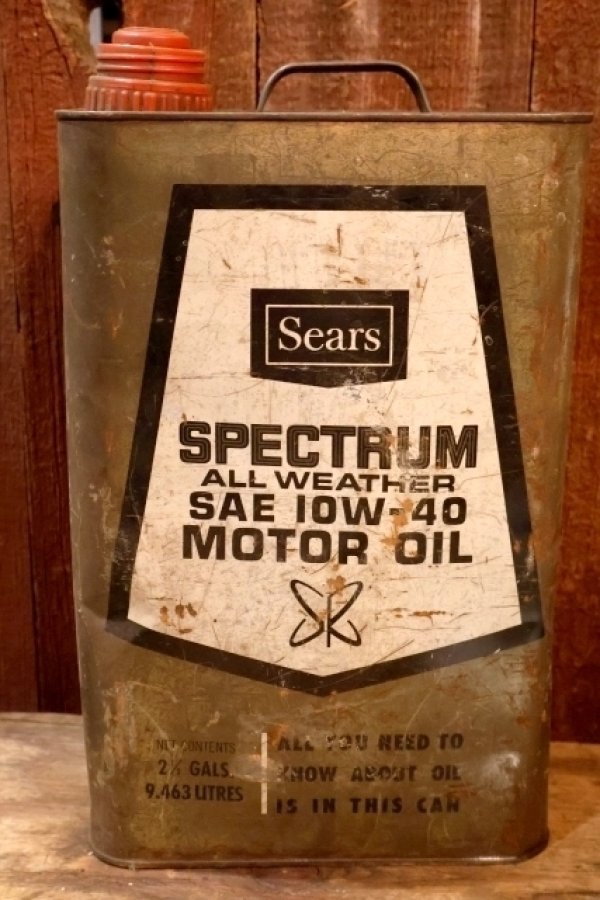 Sears
SPECTRUM
ALL WEATHER
SAE 10W-40
MOTOR OIL
NET CONTENTS
2½ GALS.
9.463 LITRES
ALL YOU NEED TO
KNOW ABOUT OIL
IS IN THIS CAN